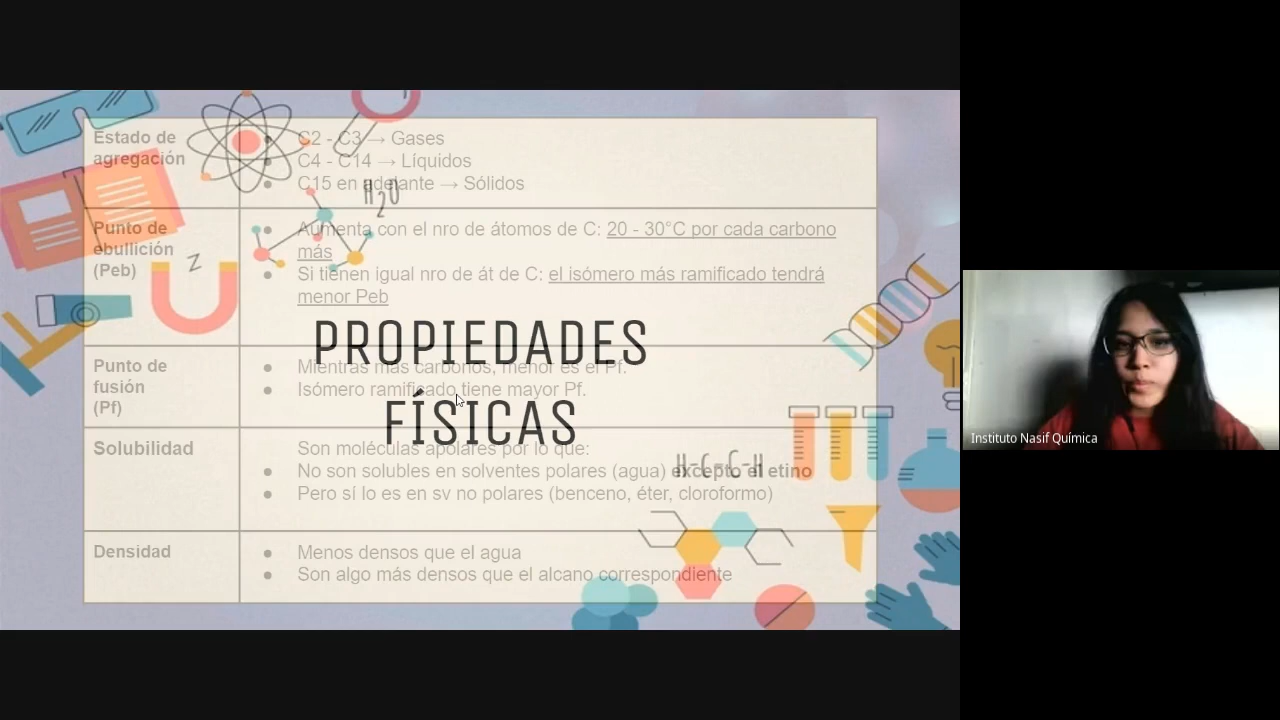 Estado de
agregación
C2 - C3 → Gases
C4 - C14 → Líquidos
C15 en adelante → Sólidos
H2O
Punto de
ebullición
(Peb)
Aumenta con el nro de átomos de C: 20 - 30°C por cada carbono
más
Si tienen igual nro de át de C: el isómero más ramificado tendrá
menor Peb
Z
PROPIEDADES
FÍSICAS
Punto de
fusión
(Pf)
Mientras más carbonos, menor es el Pf.
Isómero ramificado tiene mayor Pf.
Solubilidad
Son moléculas apolares por lo que:
No son solubles en solventes polares (agua) excepto el etino
Pero sí lo es en sv no polares (benceno, éter, cloroformo)
H-C-C-H
Densidad
Menos densos que el agua
Son algo más densos que el alcano correspondiente
Instituto Nasif Química